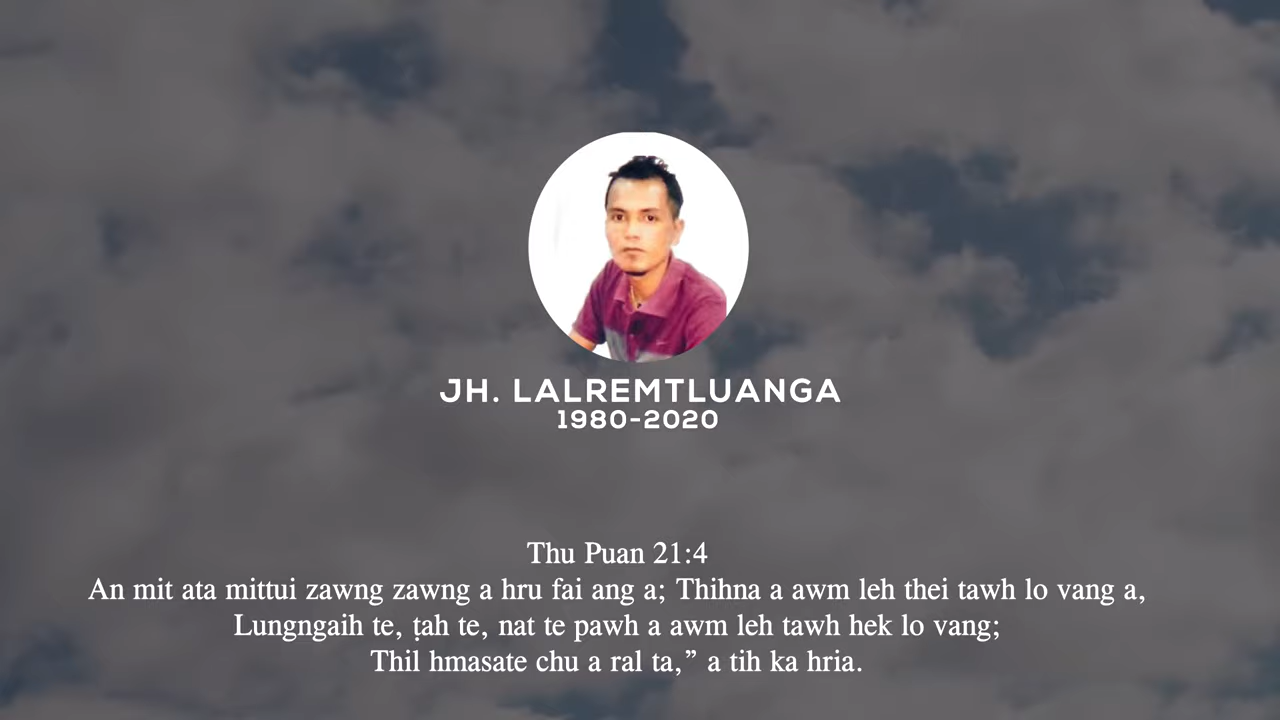 JH. LALREMTLUANGA
1980-2020
Thu Puan 21:4
An mit ata mittui zawng zawng a hru fai ang a; Thihna a awm leh thei tawh lo vang a,
Lungngaih te, ṭah te, nat te pawh a awm leh tawh hek lo vang;
Thil hmasate chu a ral ta,” a tih ka hria.